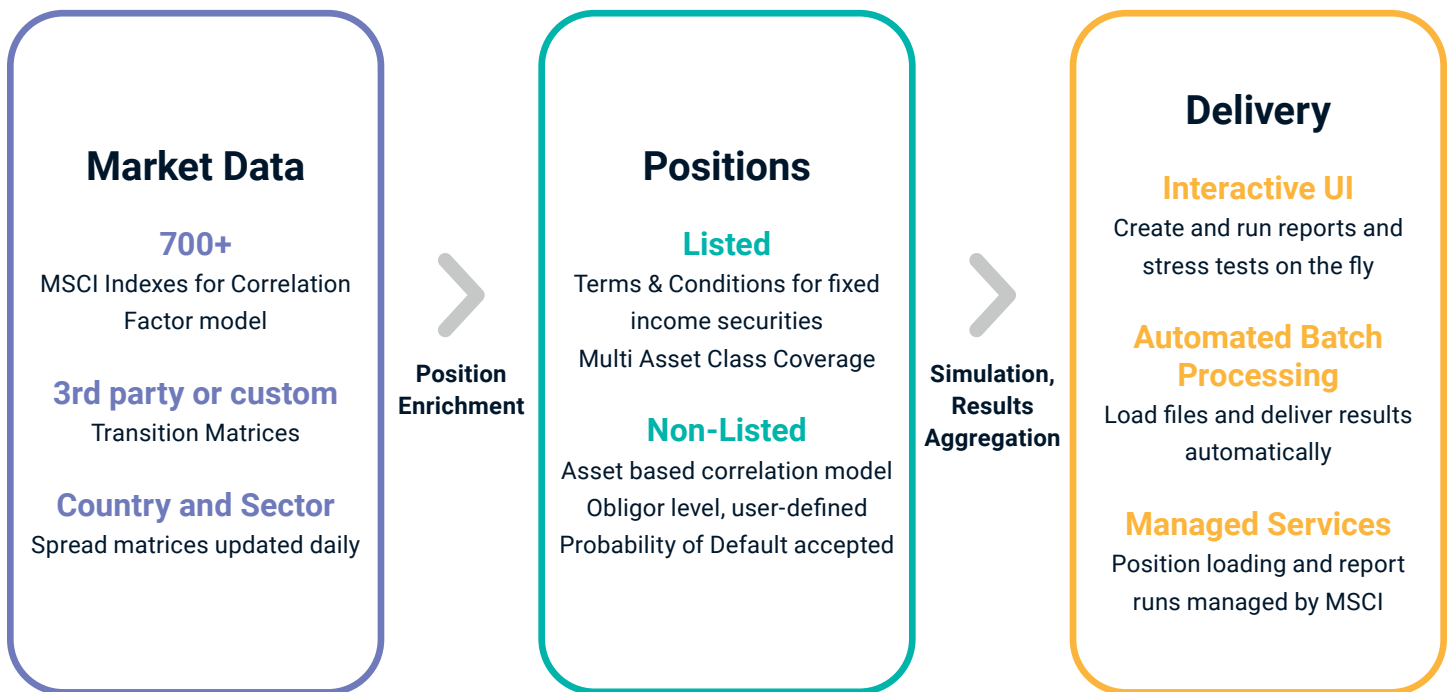 Market Data
700+
MSCI Indexes for Correlation
Factor model
3rd party or custom
Transition Matrices
Country and Sector
Spread matrices updated daily
Position
Enrichment
Positions
Listed
Terms & Conditions for fixed
income securities
Multi Asset Class Coverage
Non-Listed
Asset based correlation model
Obligor level, user-defined
Probability of Default accepted
Simulation,
Results
Aggregation
Delivery
Interactive UI
Create and run reports and
stress tests on the fly
Automated Batch
Processing
Load files and deliver results
automatically
Managed Services
Position loading and report
runs managed by MSCI